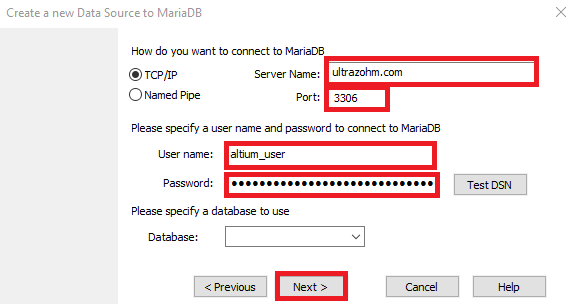 Create a new Data Source to MariaDB
How do you want to connect to MariaDB
TCP/IP Server Name: ultrazohm.com
Named Pipe Port: 3306
Please specify a user name and password to connect to MariaDB
User name: altium_user
Password: ●●●●●●●●●●●●●●●●●●●●●●●●●●●●● Test DSN
Please specify a database to use
Database:
< Previous Next > Cancel Help